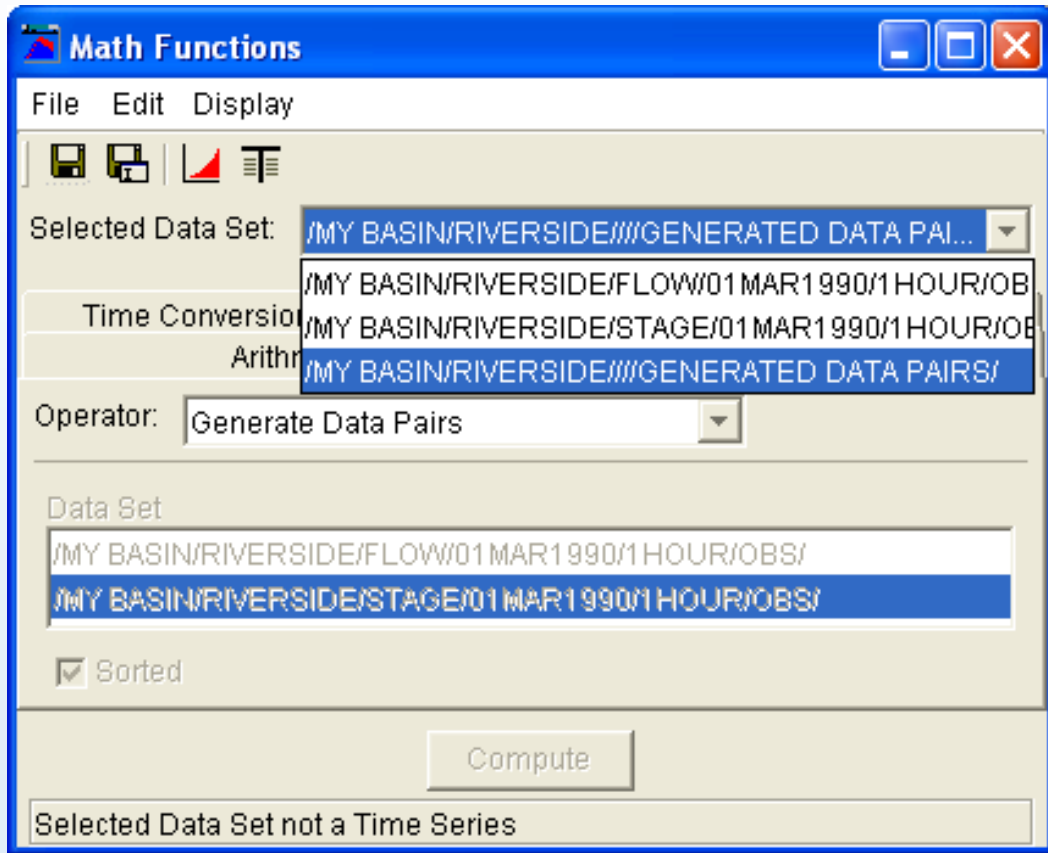 Math Functions
File Edit Display
Selected Data Set: /MY BASIN/RIVERSIDE////GENERATED DATA PAI...
/MY BASIN/RIVERSIDE/FLOW/01MAR1990/1HOUR/OB
Time Conversio
/MY BASIN/RIVERSIDE/STAGE/01MAR1990/1HOUR/OB
Arithm
/MY BASIN/RIVERSIDE////GENERATED DATA PAIRS/
Operator: Generate Data Pairs
Data Set
/MY BASIN/RIVERSIDE/FLOW/01MAR1990/1HOUR/OBS/
/MY BASIN/RIVERSIDE/STAGE/01MAR1990/1HOUR/OBS/
Sorted
Compute
Selected Data Set not a Time Series